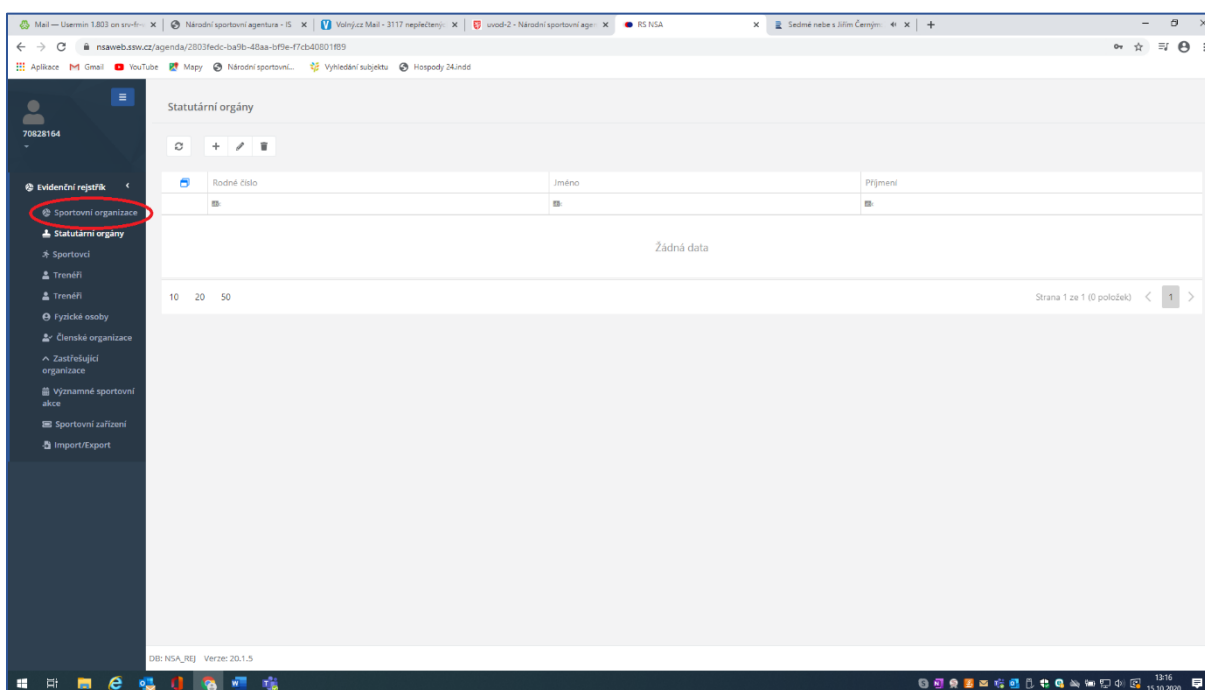 Mail — Usermin 1.803 on srv-fr-
Národní sportovní agentura - IS
Volný.cz Mail - 3117 nepřečtený
uvod-2 - Národní sportovní agen
RS NSA
Sedmé nebe s Jiřím Černým
nsaweb.ssw.cz/agenda/2803fedc-ba9b-48aa-bf9e-f7cb40801f89
Aplikace
Gmail
YouTube
Mapy
Národní sportovní...
Vyhledání subjektu
Hospody 24.indd
70828164
Evidenční rejstřík
Sportovní organizace
Statutární orgány
Sportovci
Trenéři
Trenéři
Fyzické osoby
Členské organizace
Zastřešující
organizace
Významné sportovní
akce
Sportovní zařízení
Import/Export
Statutární orgány
Rodné číslo
Jméno
Příjmení
Žádná data
10 20 50
Strana 1 ze 1 (0 položek)
1
DB: NSA_REJ Verze: 20.1.5
13:16
15.10.2020